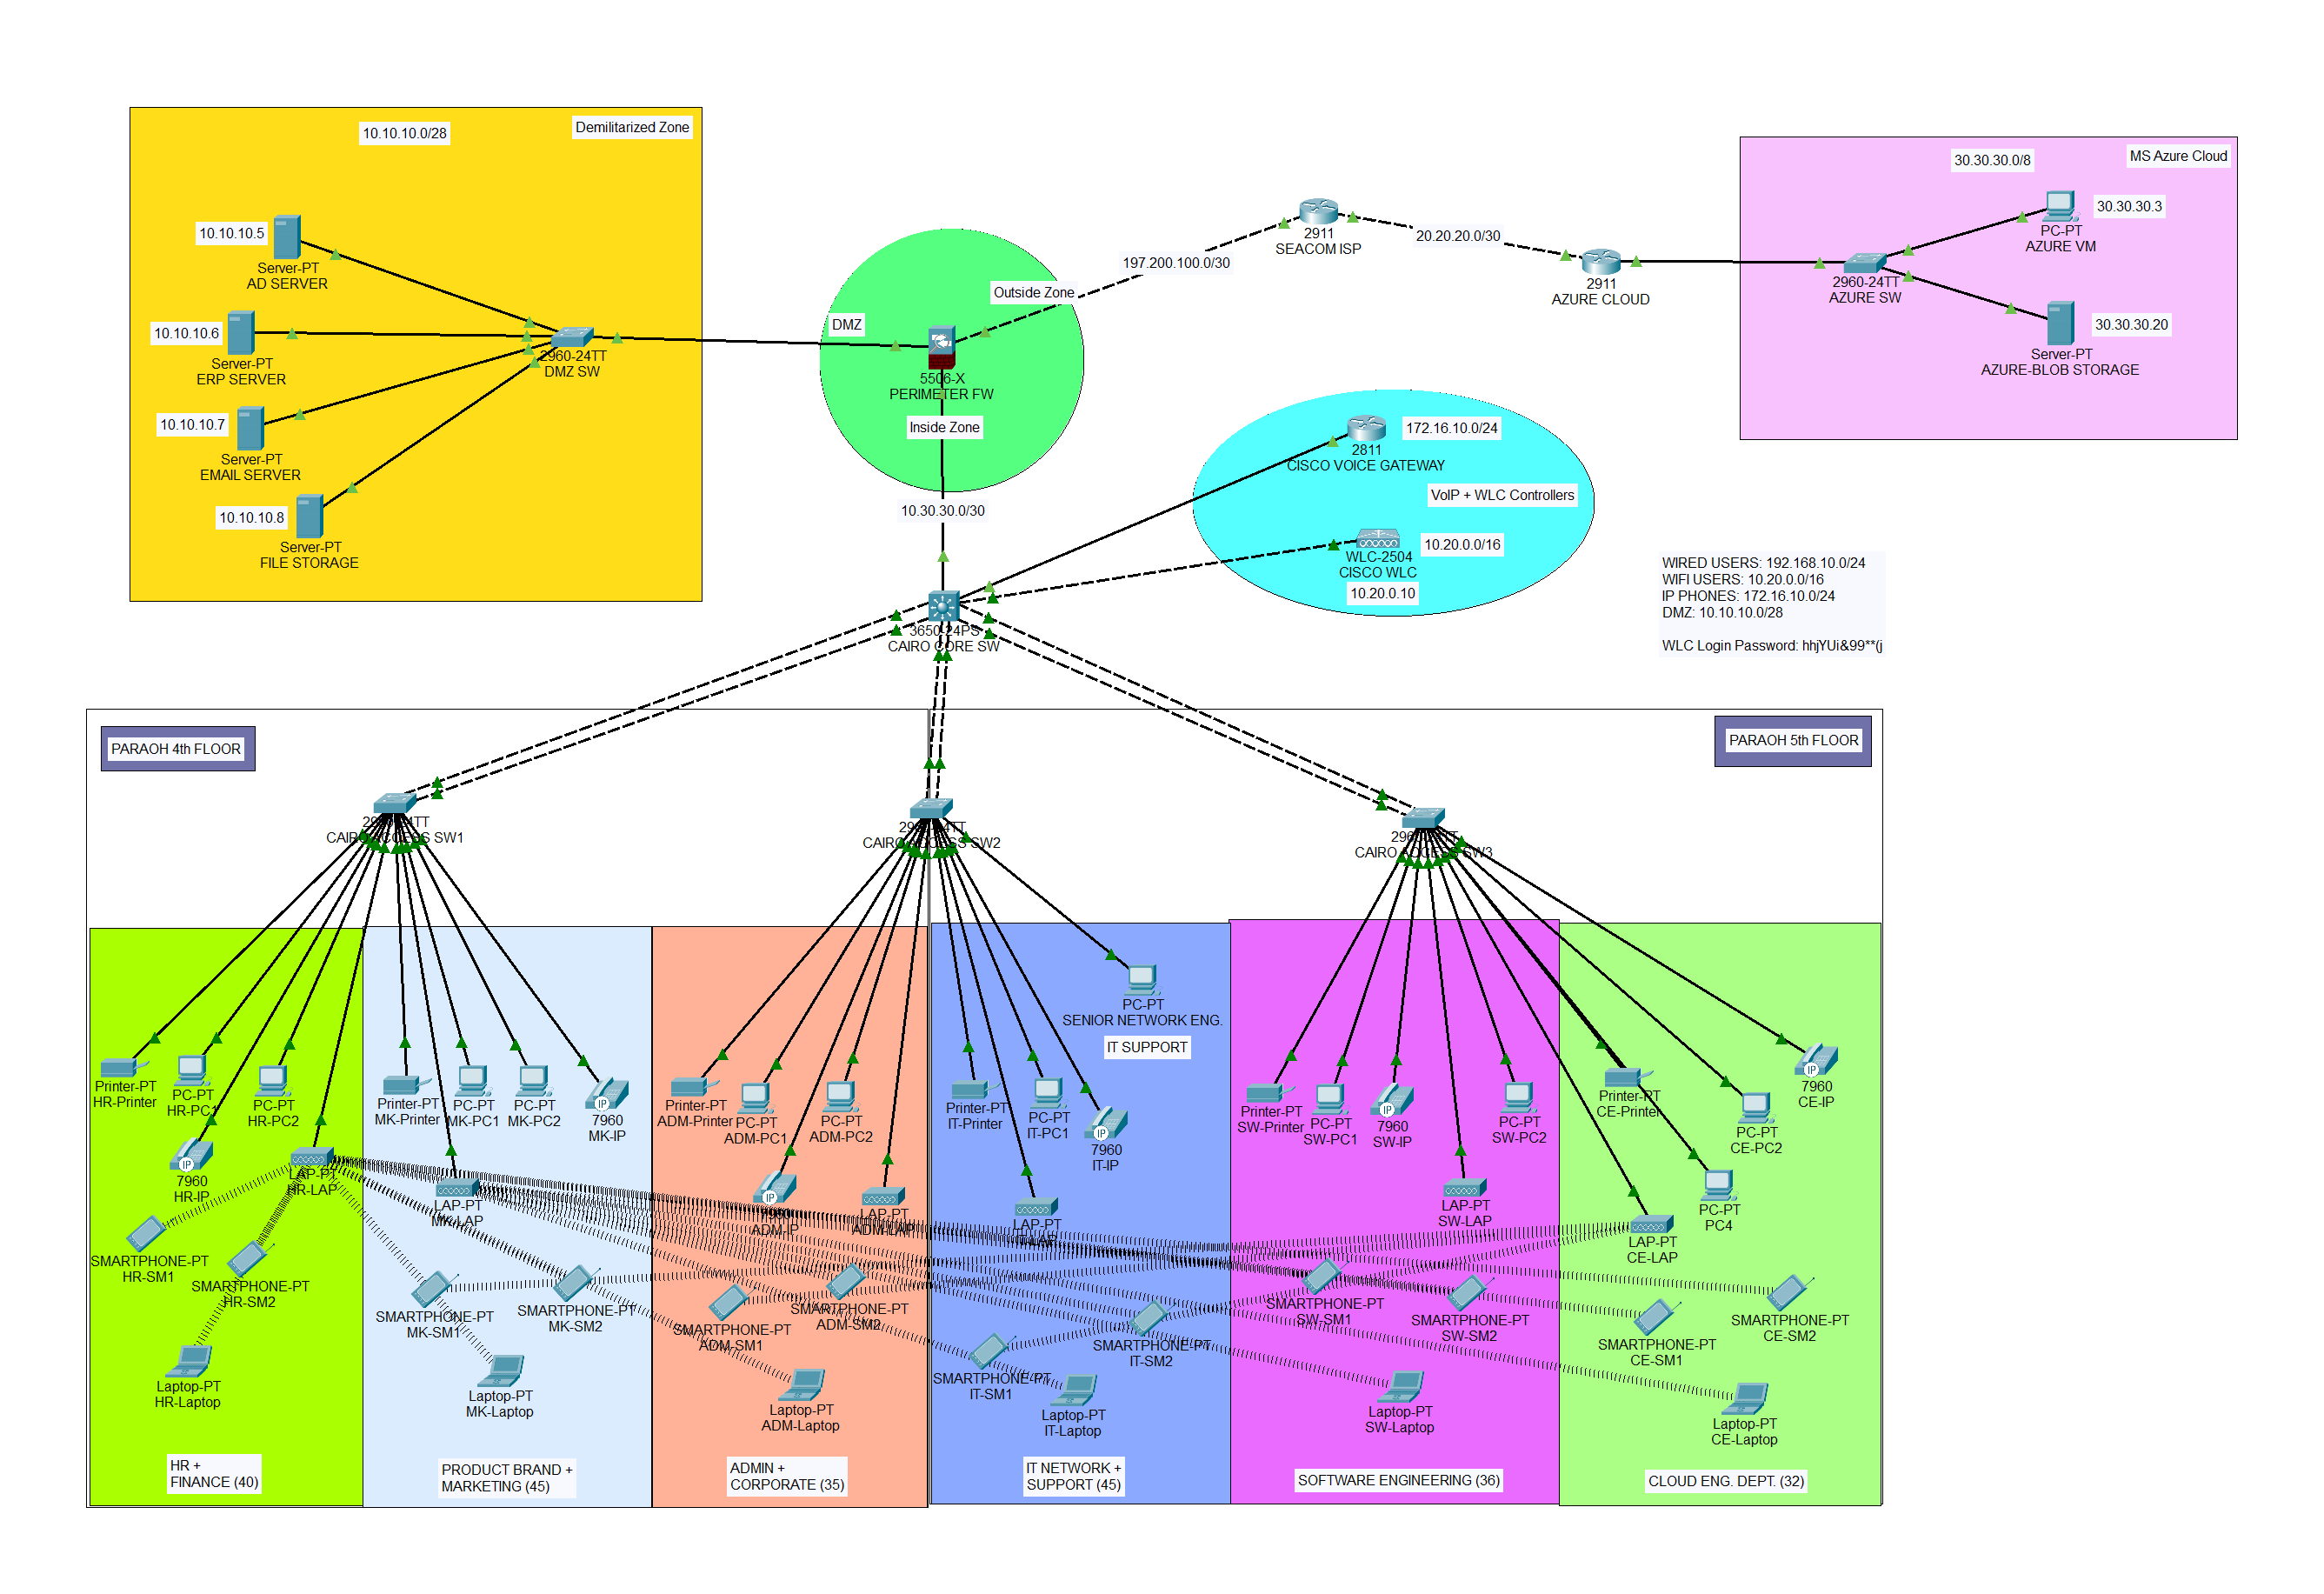 10.10.10.0/28
Demilitarized Zone
10.10.10.5
Server-PT
AD SERVER
10.10.10.6
Server-PT
ERP SERVER
10.10.10.7
Server-PT
EMAIL SERVER
10.10.10.8
Server-PT
FILE STORAGE
2960-24TT
DMZ SW
DMZ
Outside Zone
5506-X
PERIMETER FW
Inside Zone
10.30.30.0/30
197.200.100.0/30
2911
SEACOM ISP
20.20.20.0/30
2911
AZURE CLOUD
30.30.30.0/8
MS Azure Cloud
30.30.30.3
PC-PT
AZURE VM
2960-24TT
AZURE SW
30.30.30.20
Server-PT
AZURE-BLOB STORAGE
172.16.10.0/24
2811
CISCO VOICE GATEWAY
VoIP + WLC Controllers
10.20.0.0/16
WLC-2504
CISCO WLC
10.20.0.10
WIRED USERS: 192.168.10.0/24
WIFI USERS: 10.20.0.0/16
IP PHONES: 172.16.10.0/24
DMZ: 10.10.10.0/28
WLC Login Password: hhjYUi&99**(j
3650-24PS
CAIRO CORE SW
PARAOH 4th FLOOR
PARAOH 5th FLOOR
2960-24TT
CAIRO ACCESS SW1
2960-24TT
CAIRO ACCESS SW2
2960-24TT
CAIRO ACCESS SW3
Printer-PT
HR-Printer
PC-PT
HR-PC1
PC-PT
HR-PC2
7960
HR-IP
LAP-PT
HR-LAP
SMARTPHONE-PT
HR-SM1
SMARTPHONE-PT
HR-SM2
Laptop-PT
HR-Laptop
HR +
FINANCE (40)
Printer-PT
MK-Printer
PC-PT
MK-PC1
PC-PT
MK-PC2
7960
MK-IP
LAP-PT
MK-LAP
SMARTPHONE-PT
MK-SM1
SMARTPHONE-PT
MK-SM2
Laptop-PT
MK-Laptop
PRODUCT BRAND +
MARKETING (45)
Printer-PT
ADM-Printer
PC-PT
ADM-PC1
PC-PT
ADM-PC2
7960
ADM-IP
LAP-PT
ADM-LAP
SMARTPHONE-PT
ADM-SM1
SMARTPHONE-PT
ADM-SM2
Laptop-PT
ADM-Laptop
ADMIN +
CORPORATE (35)
PC-PT
SENIOR NETWORK ENG.
IT SUPPORT
Printer-PT
IT-Printer
PC-PT
IT-PC1
7960
IT-IP
LAP-PT
IT-LAP
SMARTPHONE-PT
IT-SM1
SMARTPHONE-PT
IT-SM2
Laptop-PT
IT-Laptop
IT NETWORK +
SUPPORT (45)
Printer-PT
SW-Printer
PC-PT
SW-PC1
7960
SW-IP
PC-PT
SW-PC2
LAP-PT
SW-LAP
SMARTPHONE-PT
SW-SM1
SMARTPHONE-PT
SW-SM2
Laptop-PT
SW-Laptop
SOFTWARE ENGINEERING (36)
Printer-PT
CE-Printer
7960
CE-IP
PC-PT
CE-PC2
PC-PT
PC4
LAP-PT
CE-LAP
SMARTPHONE-PT
CE-SM1
SMARTPHONE-PT
CE-SM2
Laptop-PT
CE-Laptop
CLOUD ENG. DEPT. (32)